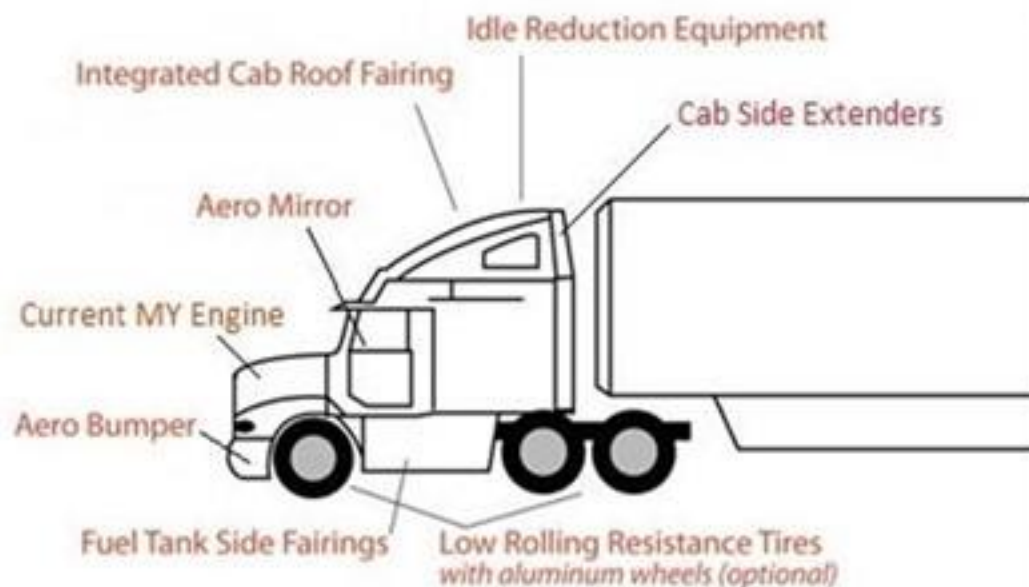 Idle Reduction Equipment
Integrated Cab Roof Fairing
Cab Side Extenders
Aero Mirror
Current MY Engine
Aero Bumper
Fuel Tank Side Fairings
Low Rolling Resistance Tires
with aluminum wheels (optional)